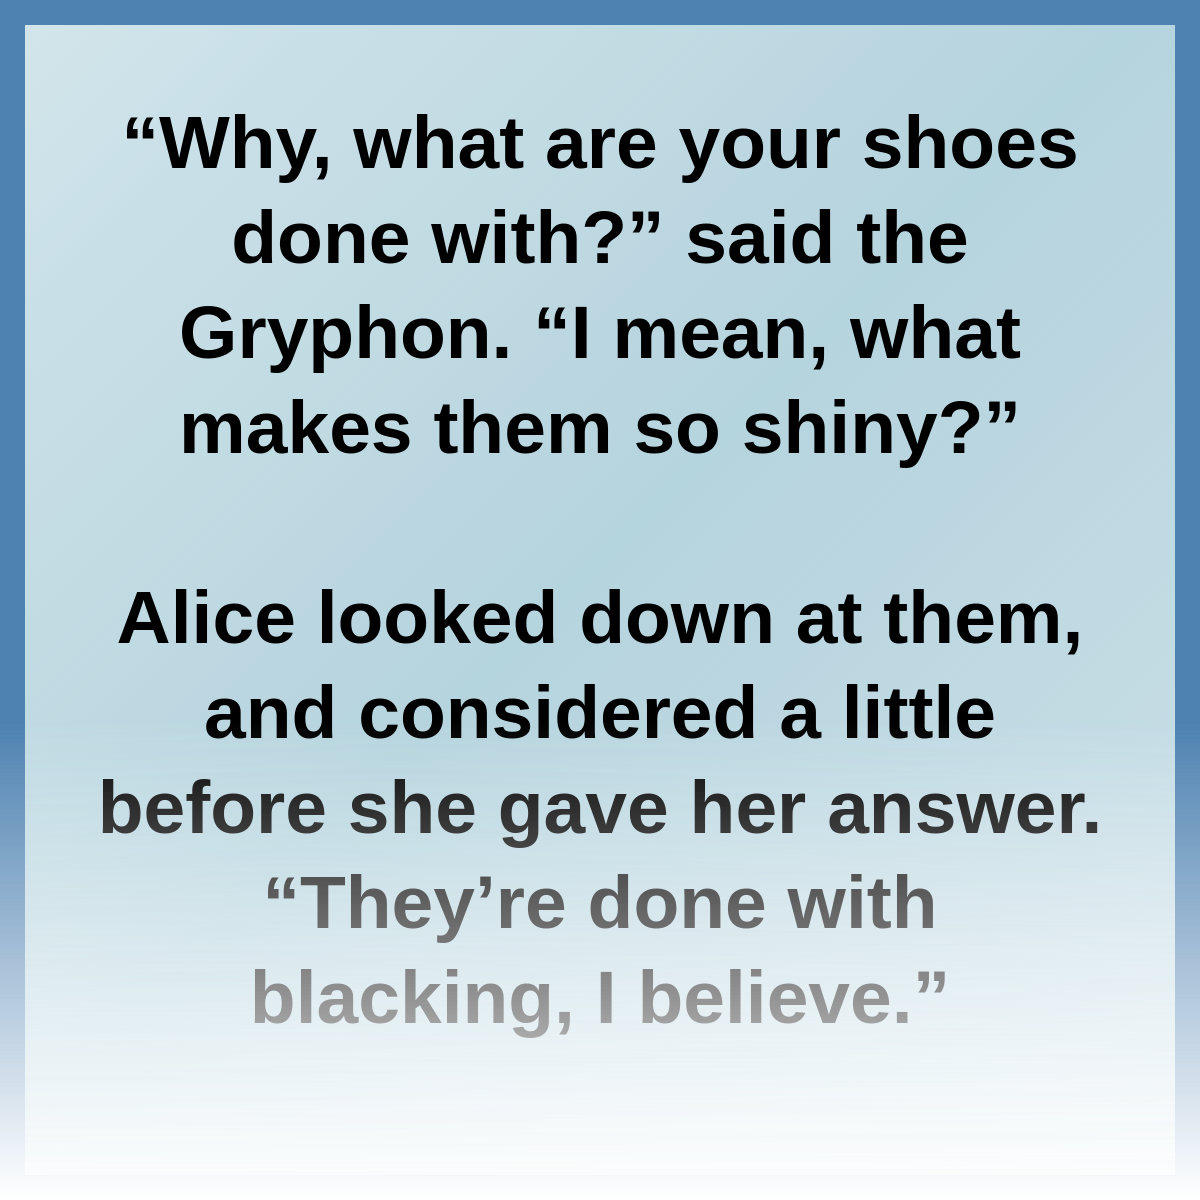 “Why, what are your shoes
done with?” said the
Gryphon. “I mean, what
makes them so shiny?”
Alice looked down at them,
and considered a little
before she gave her answer.
“They’re done with
blacking, I believe.”